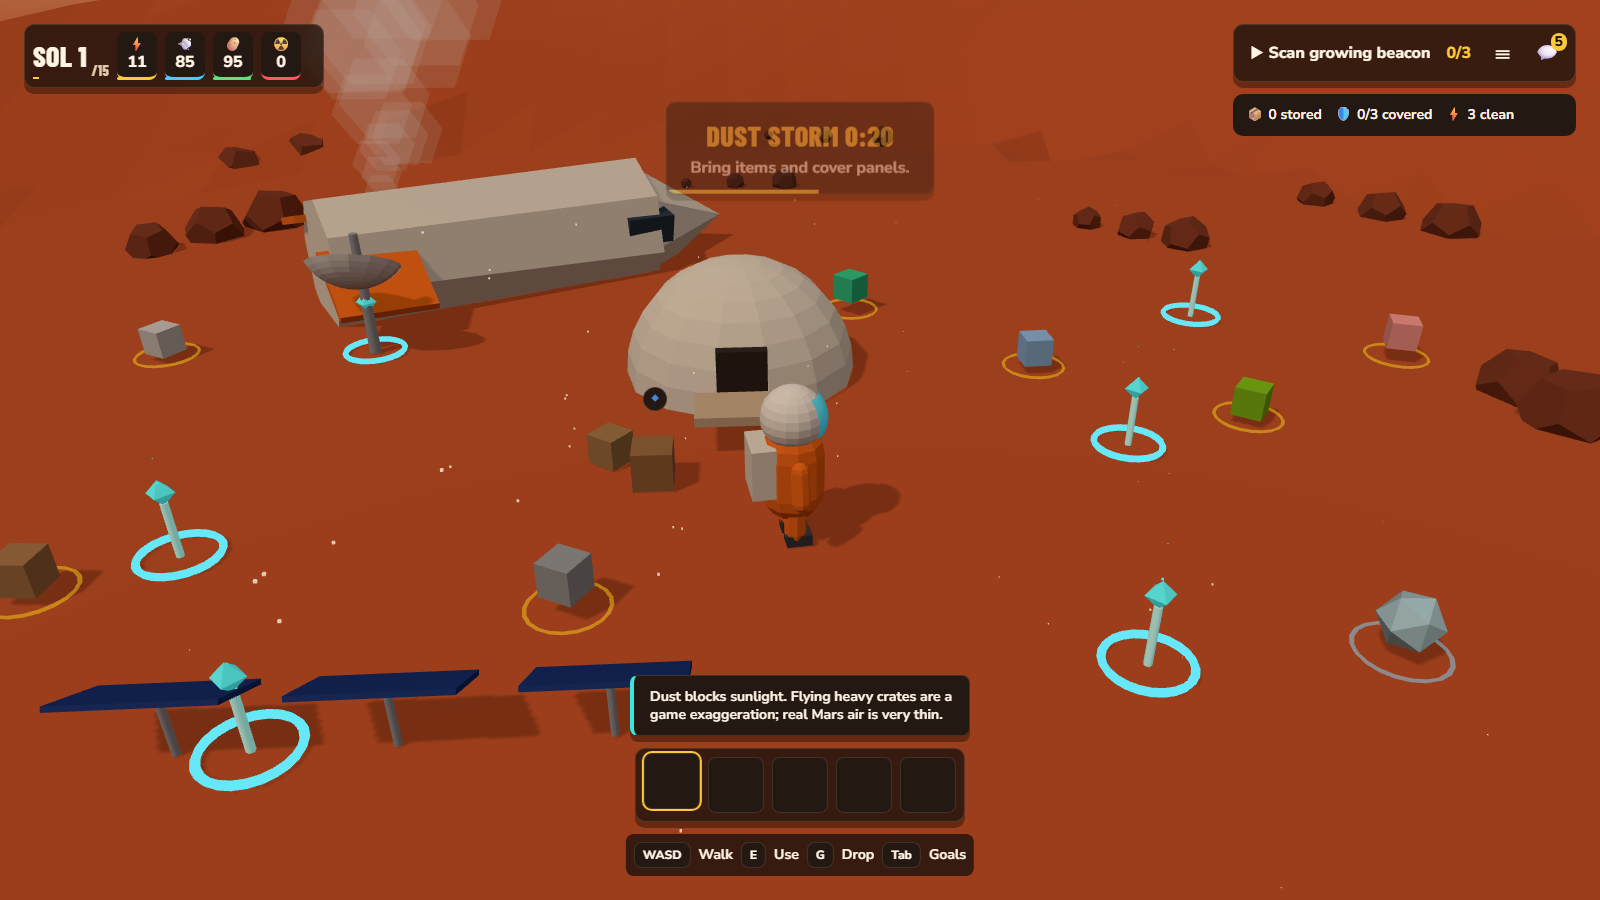 SOL 1 /15
11 85 95 0
Scan growing beacon 0/3
5
0 stored 0/3 covered 3 clean
DUST STORM 0:20
Bring items and cover panels.
Dust blocks sunlight. Flying heavy crates are a
game exaggeration; real Mars air is very thin.
WASD Walk E Use G Drop Tab Goals